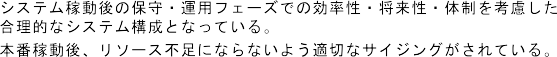 システム稼動後の保守・運用フェーズでの効率性・将来性・体制を考慮した
合理的なシステム構成となっている。
本番稼動後、リソース不足にならないよう適切なサイジングがされている。